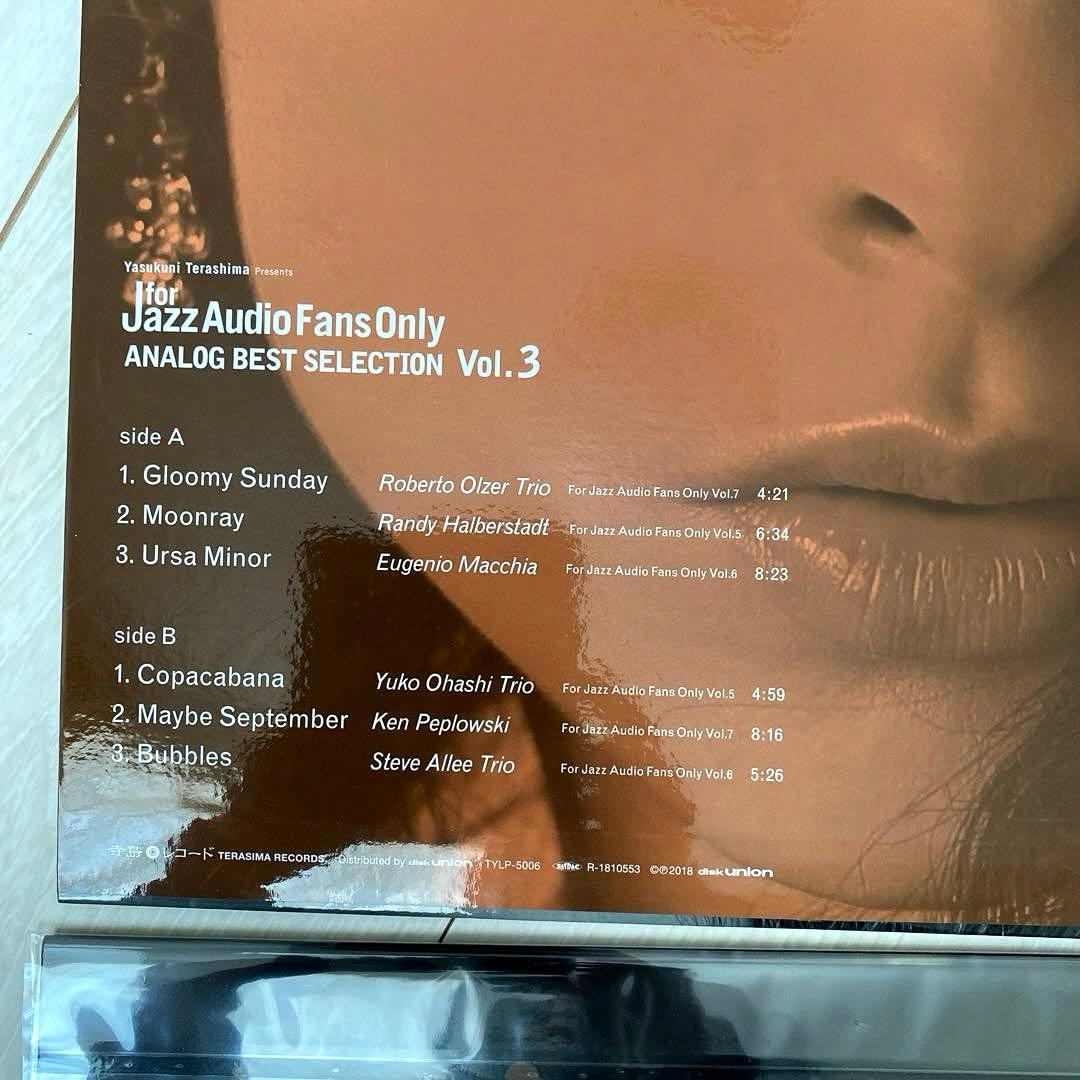 Yasukuni Terashima Presents
for
Jazz Audio Fans Only
ANALOG BEST SELECTION Vol.3
side A
1. Gloomy Sunday Roberto Olzer Trio For Jazz Audio Fans Only Vol.7 4:21
2. Moonray Randy Halberstadt For Jazz Audio Fans Only Vol.5 6:34
3. Ursa Minor Eugenio Macchia For Jazz Audio Fans Only Vol.6 8:23
side B
1. Copacabana Yuko Ohashi Trio For Jazz Audio Fans Only Vol.5 4:59
2. Maybe September Ken Peplowski For Jazz Audio Fans Only Vol.7 8:16
3. Bubbles Steve Allee Trio For Jazz Audio Fans Only Vol.6 5:26
寺島レコード TERASIMA RECORDS Distributed by disk union TYLP-5006 R-1810553 ©℗2018 disk union